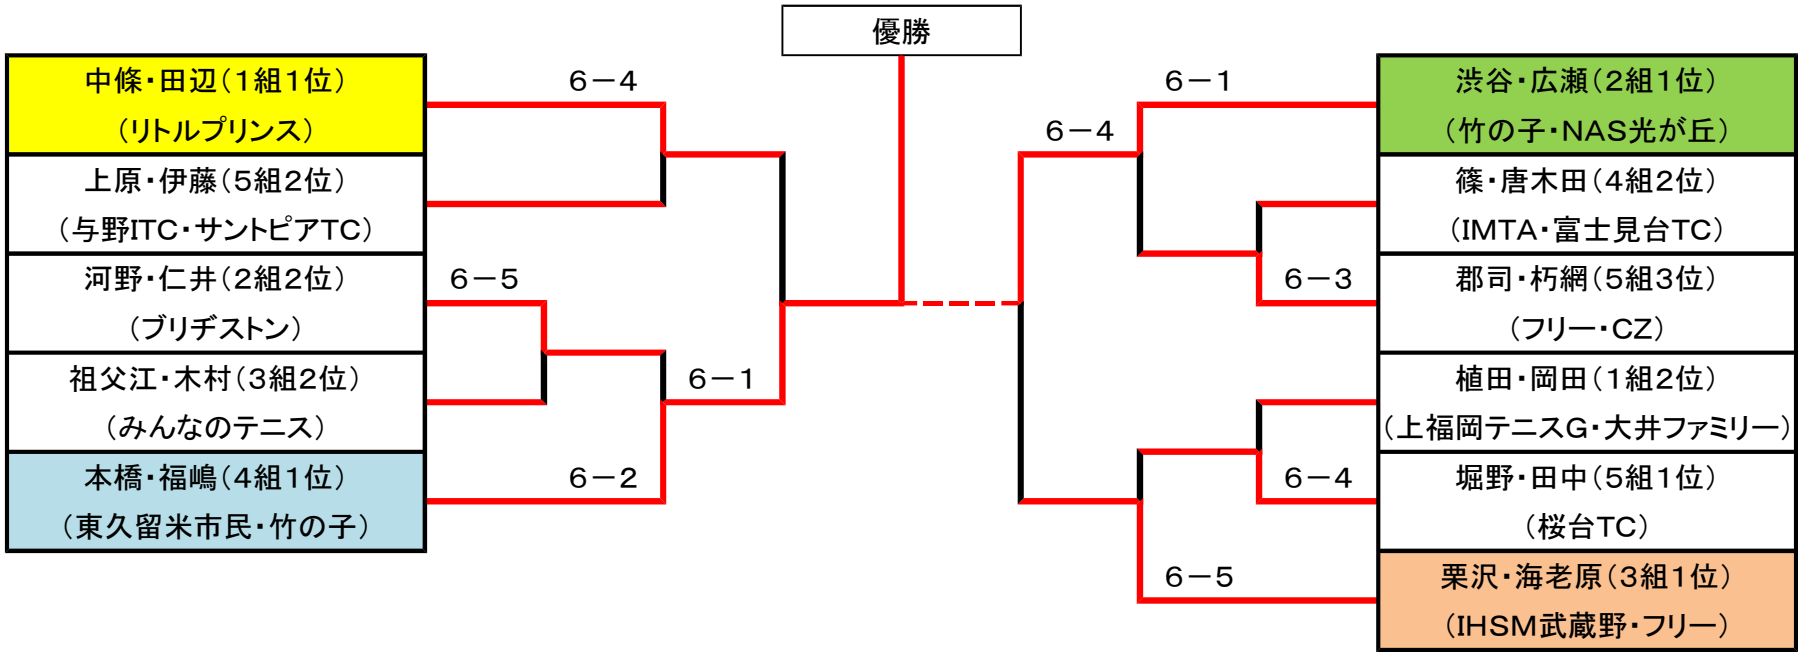 優勝
中條・田辺(1組1位)
(リトルプリンス)
上原・伊藤(5組2位)
(与野ITC・サントピアTC)
河野・仁井(2組2位)
(ブリヂストン)
祖父江・木村(3組2位)
(みんなのテニス)
本橋・福嶋(4組1位)
(東久留米市民・竹の子)
6-4
6-5
6-1
6-2
6-1
6-4
6-3
6-4
6-5
渋谷・広瀬(2組1位)
(竹の子・NAS光が丘)
篠・唐木田(4組2位)
(IMTA・富士見台TC)
郡司・朽網(5組3位)
(フリー・CZ)
植田・岡田(1組2位)
(上福岡テニスG・大井ファミリー)
堀野・田中(5組1位)
(桜台TC)
栗沢・海老原(3組1位)
(IHSM武蔵野・フリー)